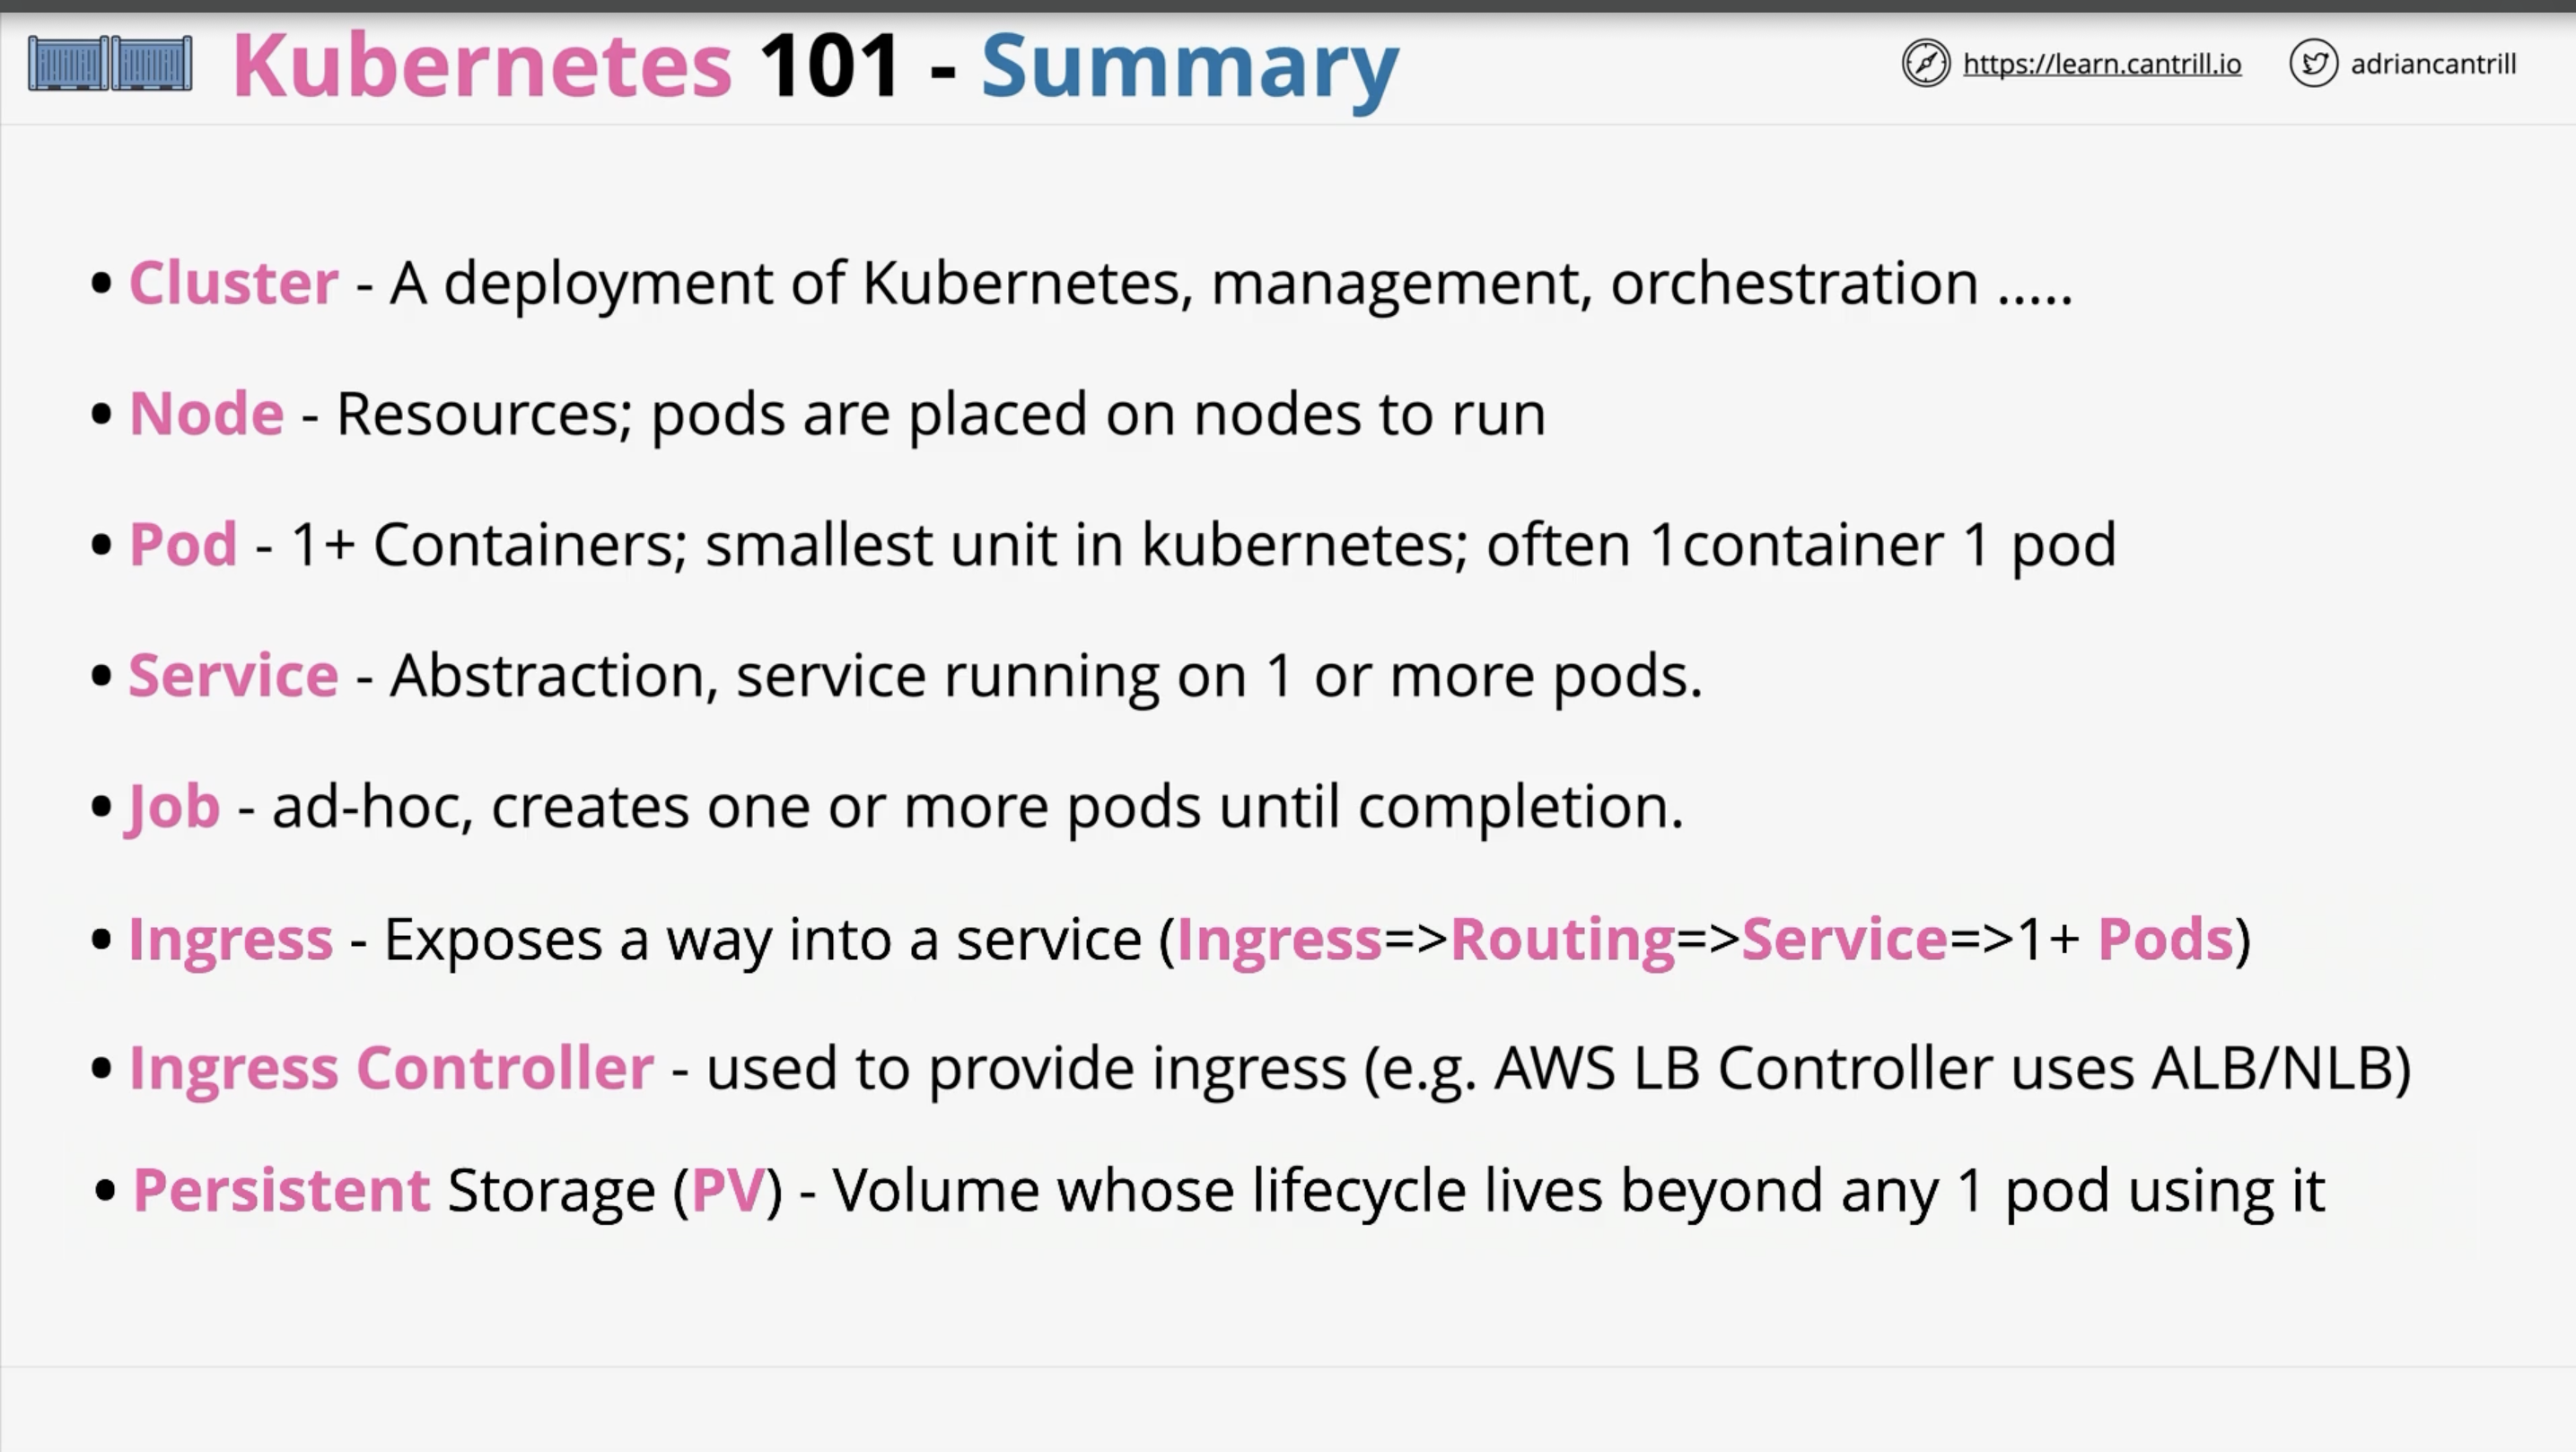 Kubernetes 101 - Summary
https://learn.cantrill.io
adriancantrill
• Cluster - A deployment of Kubernetes, management, orchestration .....
• Node - Resources; pods are placed on nodes to run
• Pod - 1+ Containers; smallest unit in kubernetes; often 1container 1 pod
• Service - Abstraction, service running on 1 or more pods.
• Job - ad-hoc, creates one or more pods until completion.
• Ingress - Exposes a way into a service (Ingress=>Routing=>Service=>1+ Pods)
• Ingress Controller - used to provide ingress (e.g. AWS LB Controller uses ALB/NLB)
• Persistent Storage (PV) - Volume whose lifecycle lives beyond any 1 pod using it